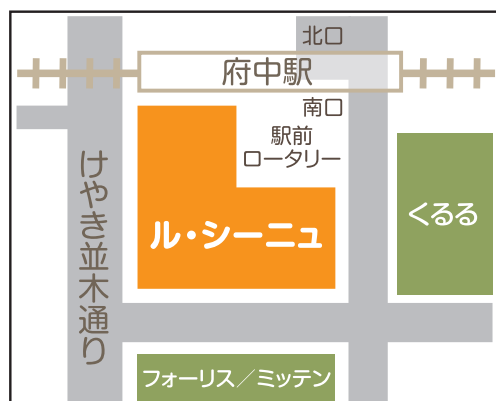 北口
府中駅
南口
駅前
ロータリー
けやき並木通り
ル・シーニュ
くるる
フォーリス／ミッテン